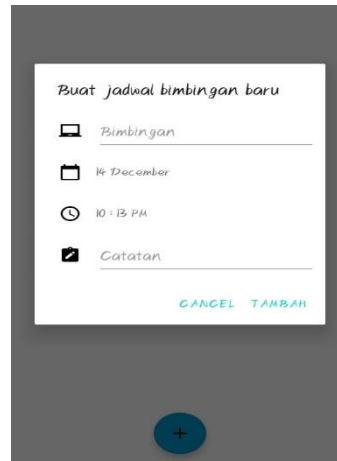 Buat jadwal bimbingan baru
Bimbingan
14 December
10 : 13 PM
Catatan
CANCEL TAMBAH